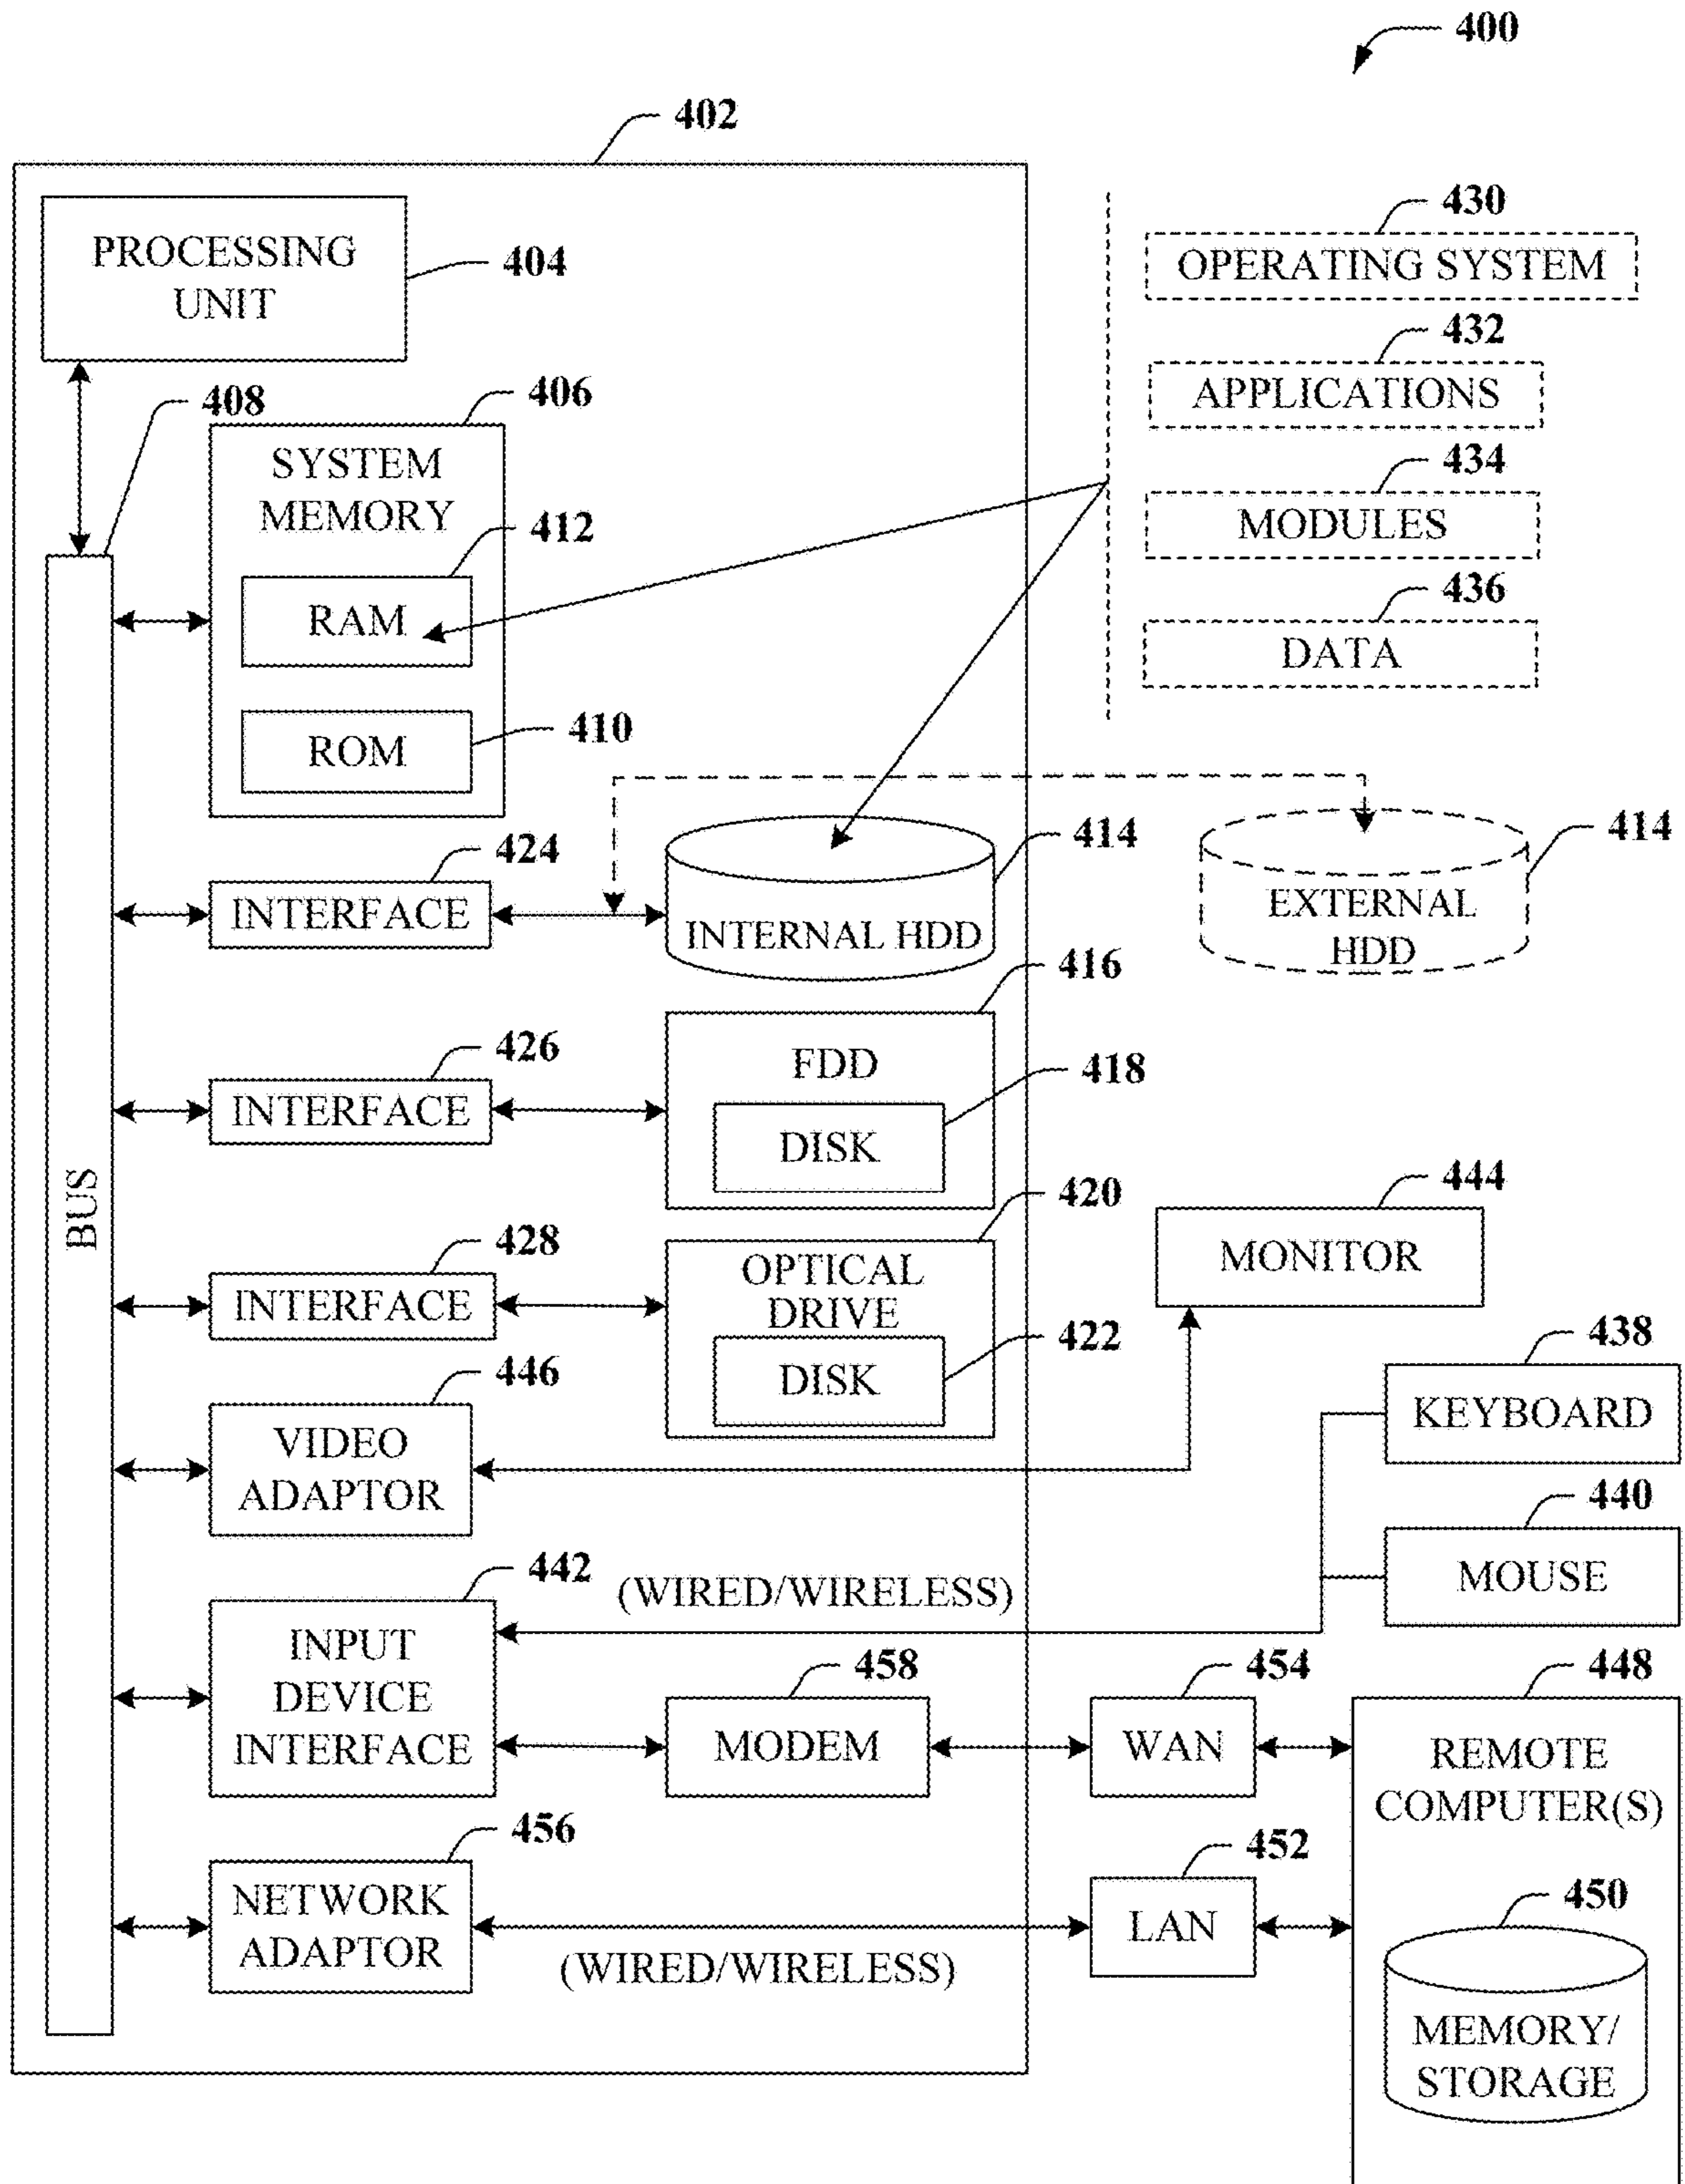 400
402
PROCESSING
UNIT
404
430
OPERATING SYSTEM
432
APPLICATIONS
434
MODULES
436
DATA
408
406
SYSTEM
MEMORY
412
RAM
410
ROM
424
INTERFACE
414
INTERNAL HDD
414
EXTERNAL
HDD
416
FDD
418
DISK
426
INTERFACE
BUS
420
OPTICAL
DRIVE
422
DISK
428
INTERFACE
444
MONITOR
446
VIDEO
ADAPTOR
438
KEYBOARD
440
MOUSE
442
(WIRED/WIRELESS)
INPUT
DEVICE
INTERFACE
458
MODEM
454
WAN
448
REMOTE
COMPUTER(S)
456
NETWORK
ADAPTOR
(WIRED/WIRELESS)
452
LAN
450
MEMORY/
STORAGE